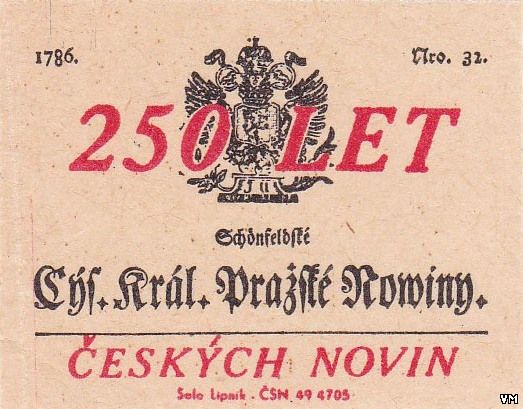 1786. Nro. 32.
250 LET
Schönfeldské
Cýs. Král. Pražské Nowiny.
ČESKÝCH NOVIN
Solo Lipník . ČSN 49 4705
VM